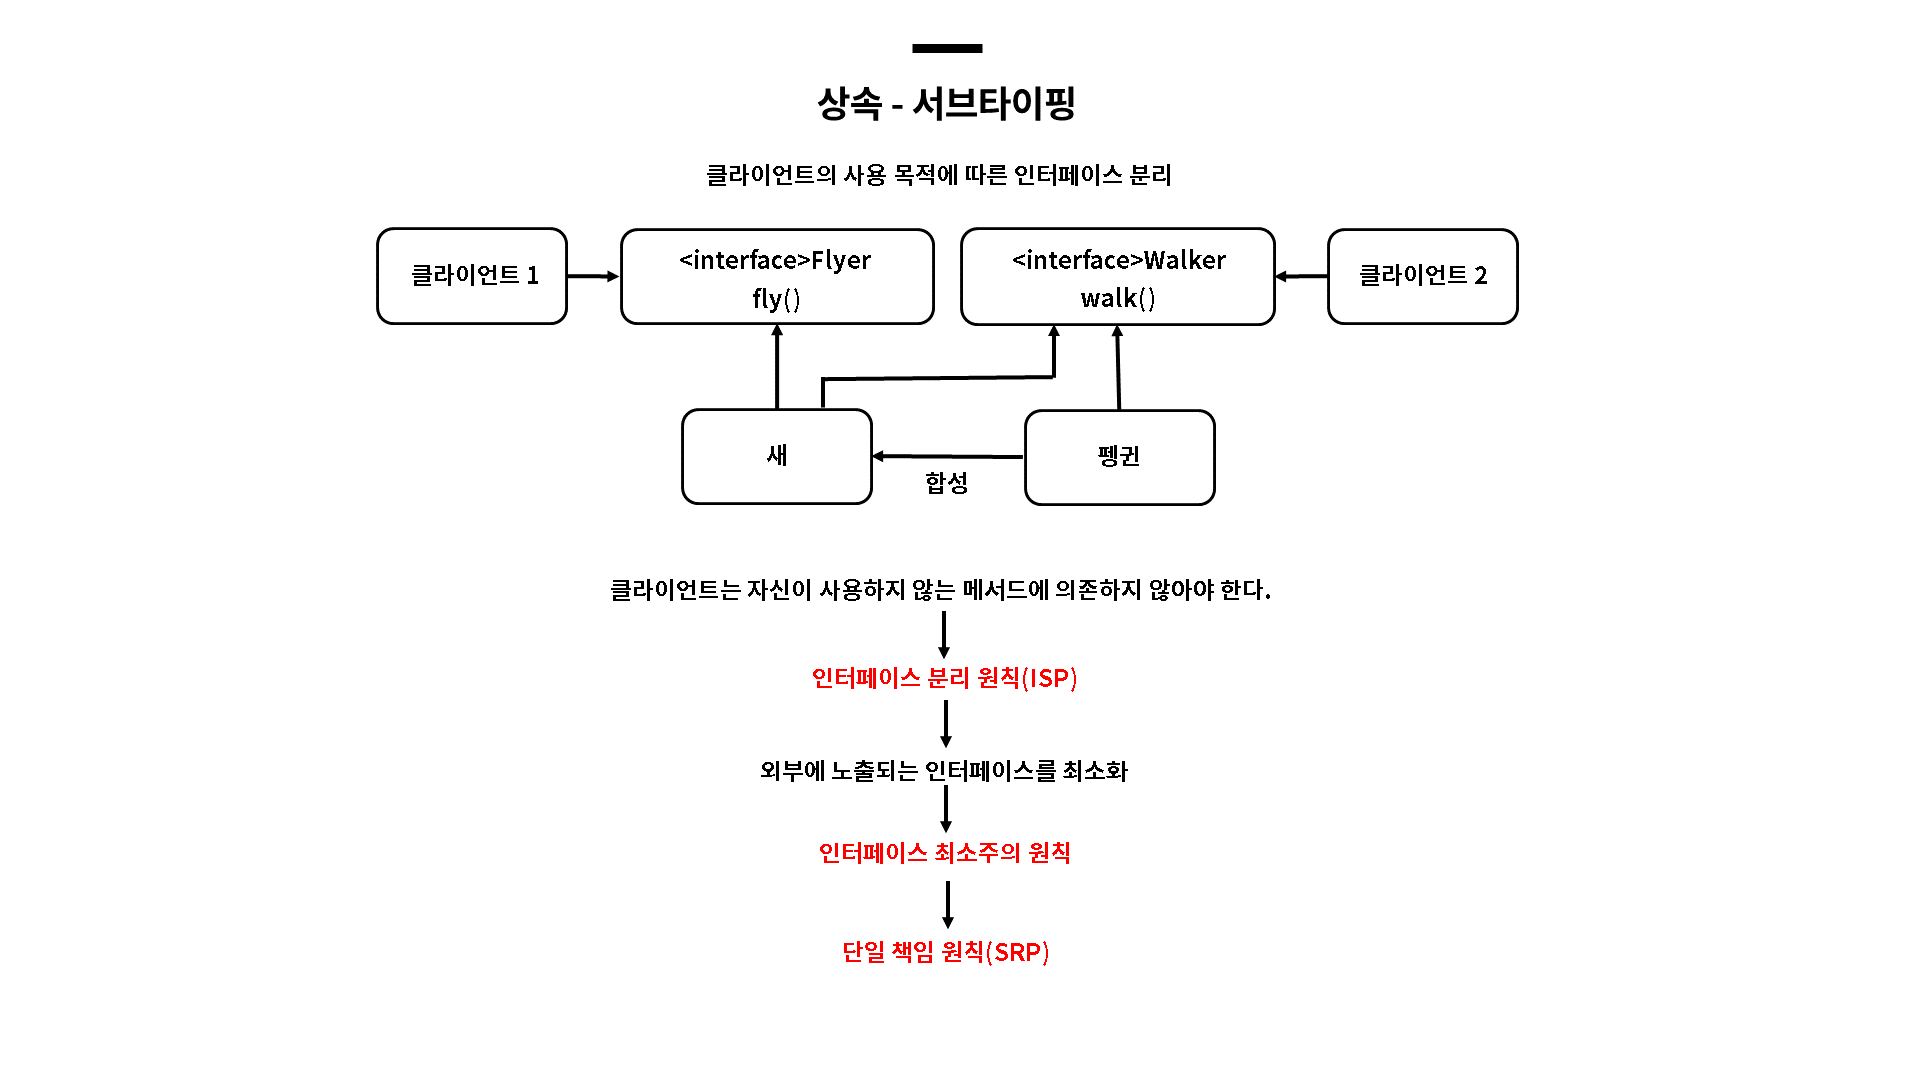 상속 - 서브타이핑
클라이언트의 사용 목적에 따른 인터페이스 분리
클라이언트 1
<interface>Flyer
fly()
<interface>Walker
walk()
클라이언트 2
새
펭귄
합성
클라이언트는 자신이 사용하지 않는 메서드에 의존하지 않아야 한다.
인터페이스 분리 원칙(ISP)
외부에 노출되는 인터페이스를 최소화
인터페이스 최소주의 원칙
단일 책임 원칙(SRP)